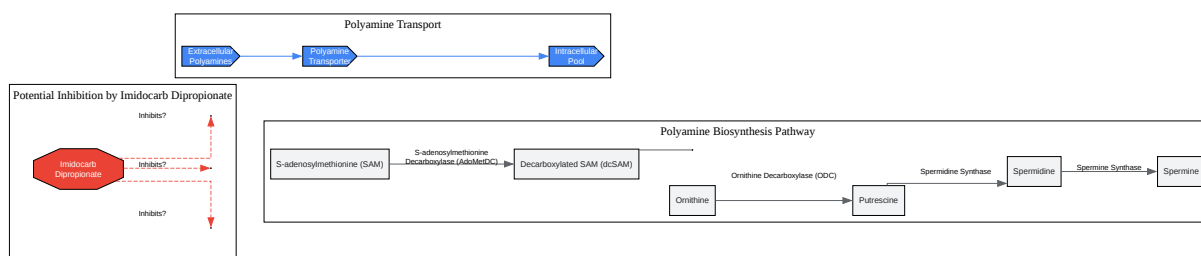 Polyamine Transport
Extracellular
Polyamines
Polyamine
Transporter
Intracellular
Pool
Potential Inhibition by Imidocarb Dipropionate
Inhibits?
Imidocarb
Dipropionate
Inhibits?
Inhibits?
Polyamine Biosynthesis Pathway
S-adenosylmethionine (SAM)
S-adenosylmethionine
Decarboxylase (AdoMetDC)
Decarboxylated SAM (dcSAM)
Ornithine
Ornithine Decarboxylase (ODC)
Putrescine
Spermidine Synthase
Spermidine
Spermine Synthase
Spermine